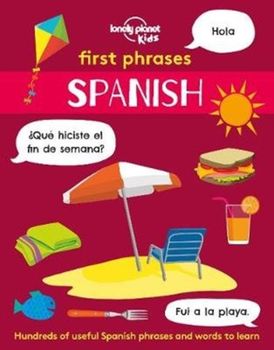 lonely planet
Kids
Hola
first phrases
SPANISH
¿Qué hiciste el
fin de semana?
Fui a la playa.
Hundreds of useful Spanish phrases and words to learn